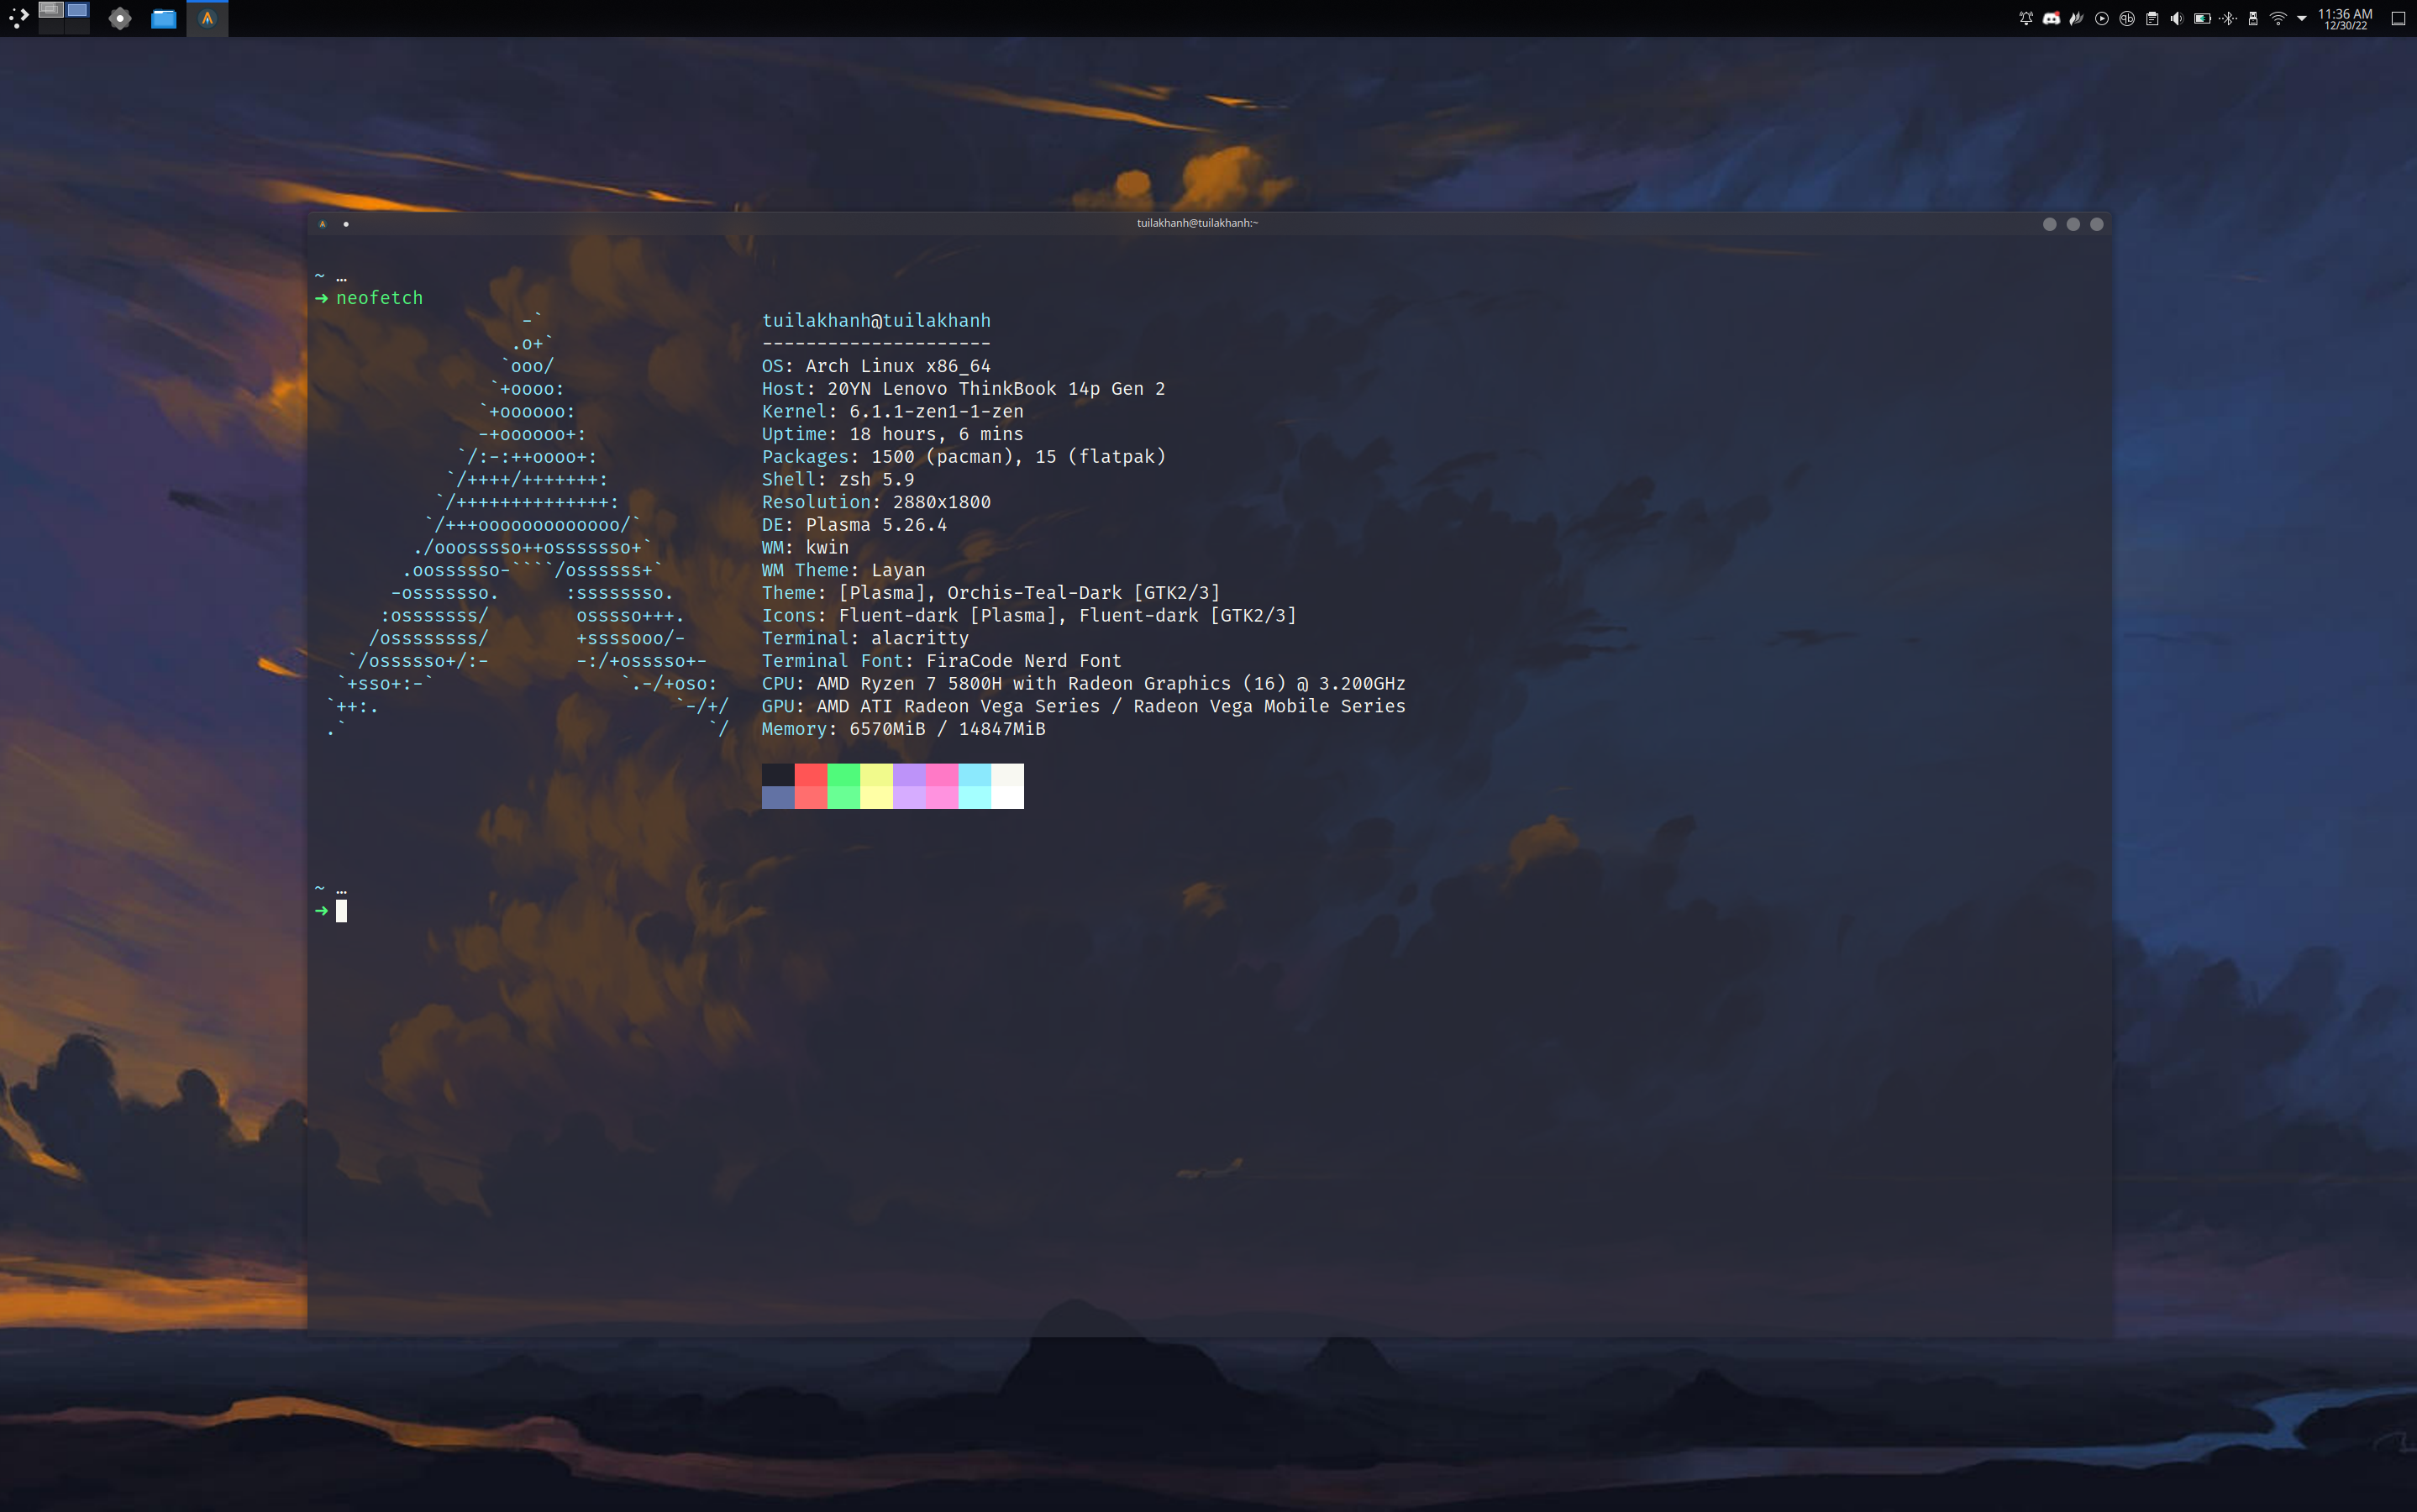 11:36 AM
12/30/22
tuilakhanh@tuilakhanh:~
~ …
➜ neofetch
                   -`                    tuilakhanh@tuilakhanh
                  .o+`                   ---------------------
                 `ooo/                   OS: Arch Linux x86_64
                `+oooo:                  Host: 20YN Lenovo ThinkBook 14p Gen 2
               `+oooooo:                 Kernel: 6.1.1-zen1-1-zen
               -+oooooo+:                Uptime: 18 hours, 6 mins
             `/:-:++oooo+:               Packages: 1500 (pacman), 15 (flatpak)
            `/++++/+++++++:              Shell: zsh 5.9
           `/++++++++++++++:             Resolution: 2880x1800
          `/+++ooooooooooooo/`           DE: Plasma 5.26.4
         ./ooosssso++osssssso+`          WM: kwin
        .oossssso-````/ossssss+`         WM Theme: Layan
       -osssssso.      :ssssssso.        Theme: [Plasma], Orchis-Teal-Dark [GTK2/3]
      :osssssss/        osssso+++.       Icons: Fluent-dark [Plasma], Fluent-dark [GTK2/3]
     /ossssssss/        +ssssooo/-       Terminal: alacritty
   `/ossssso+/:-        -:/+osssso+-     Terminal Font: FiraCode Nerd Font
  `+sso+:-`                 `.-/+oso:    CPU: AMD Ryzen 7 5800H with Radeon Graphics (16) @ 3.200GHz
 `++:.                           `-/+/   GPU: AMD ATI Radeon Vega Series / Radeon Vega Mobile Series
 .`                                 `/   Memory: 6570MiB / 14847MiB
~ …
➜